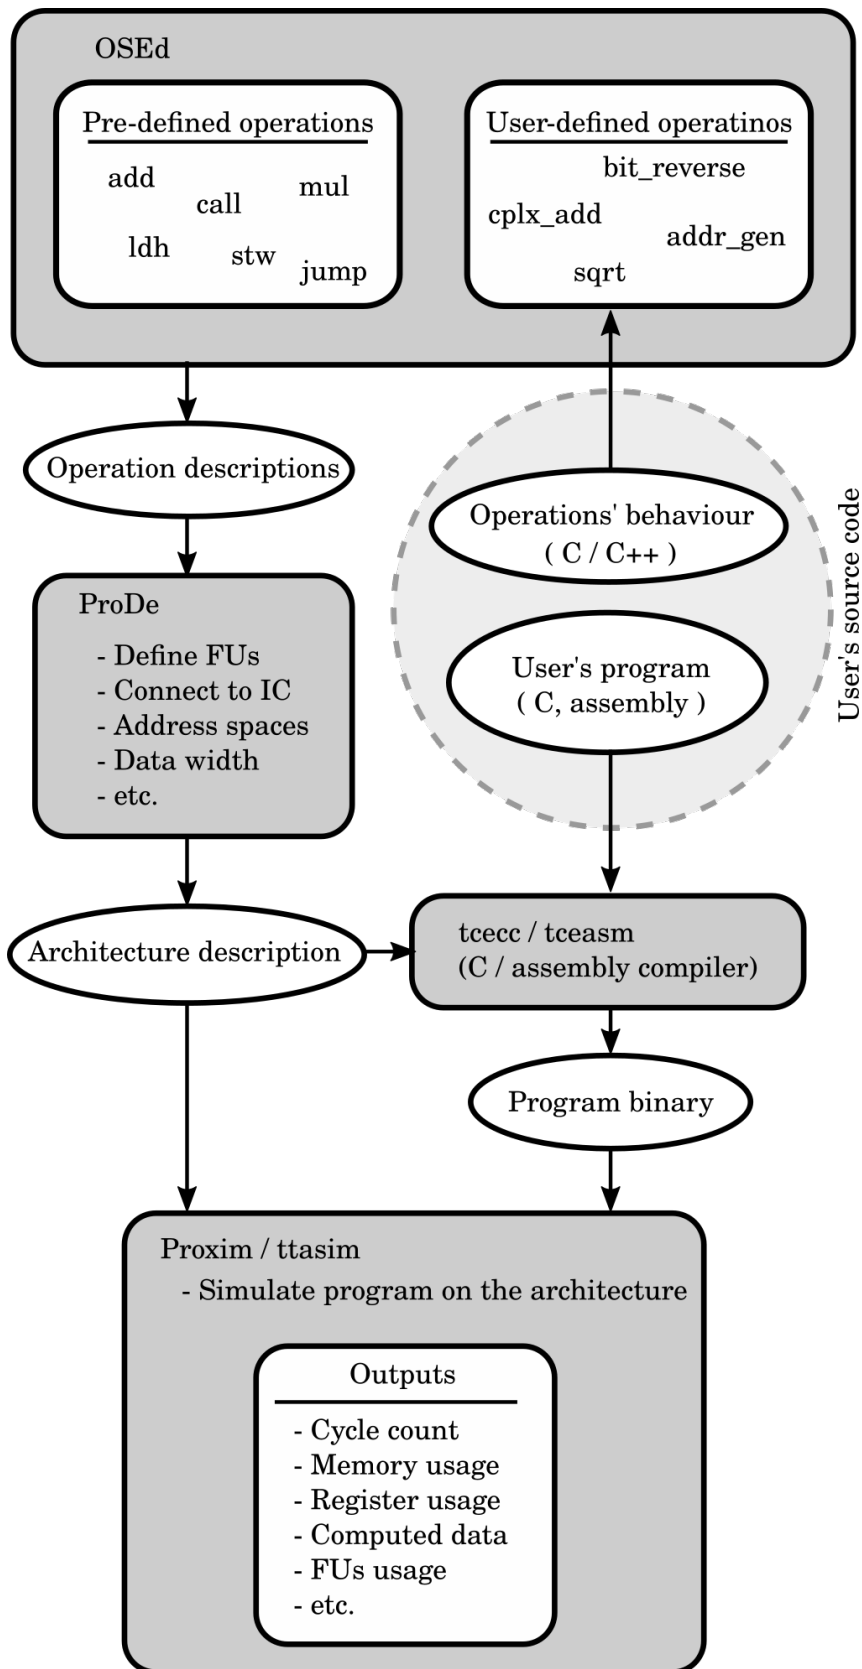 OSEd
Pre-defined operations
add
call
mul
ldh
stw
jump
User-defined operatinos
bit_reverse
cplx_add
addr_gen
sqrt
Operation descriptions
Operations' behaviour
( C / C++ )
User's source code
ProDe
- Define FUs
- Connect to IC
- Address spaces
- Data width
- etc.
User's program
( C, assembly )
Architecture description
tcecc / tceasm
(C / assembly compiler)
Program binary
Proxim / ttasim
- Simulate program on the architecture
Outputs
- Cycle count
- Memory usage
- Register usage
- Computed data
- FUs usage
- etc.